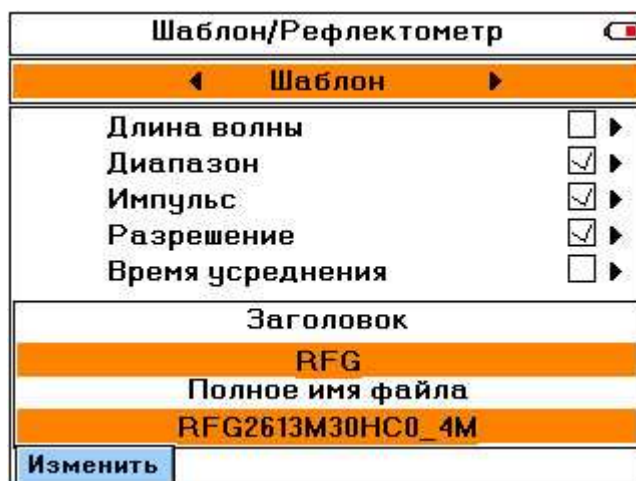 Шаблон/Рефлектометр
Шаблон
Длина волны
Диапазон
Импульс
Разрешение
Время усреднения
Заголовок
RFG
Полное имя файла
RFG2613M30HC0_4M
Изменить